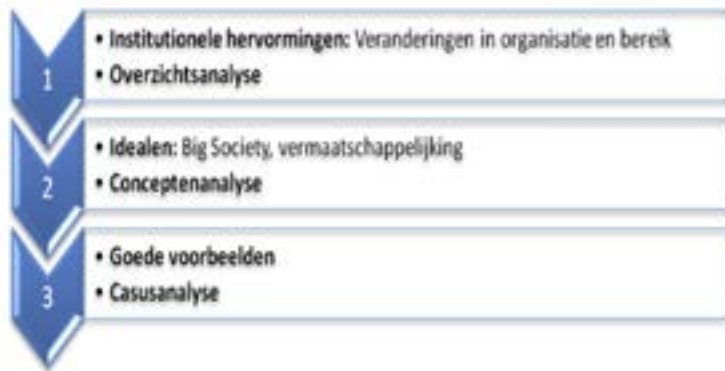 1
• Institutionele hervormingen: Veranderingen in organisatie en bereik
• Overzichtsanalyse
2
• Idealen: Big Society, vermaatschappelijking
• Conceptenanalyse
3
• Goede voorbeelden
• Casusanalyse